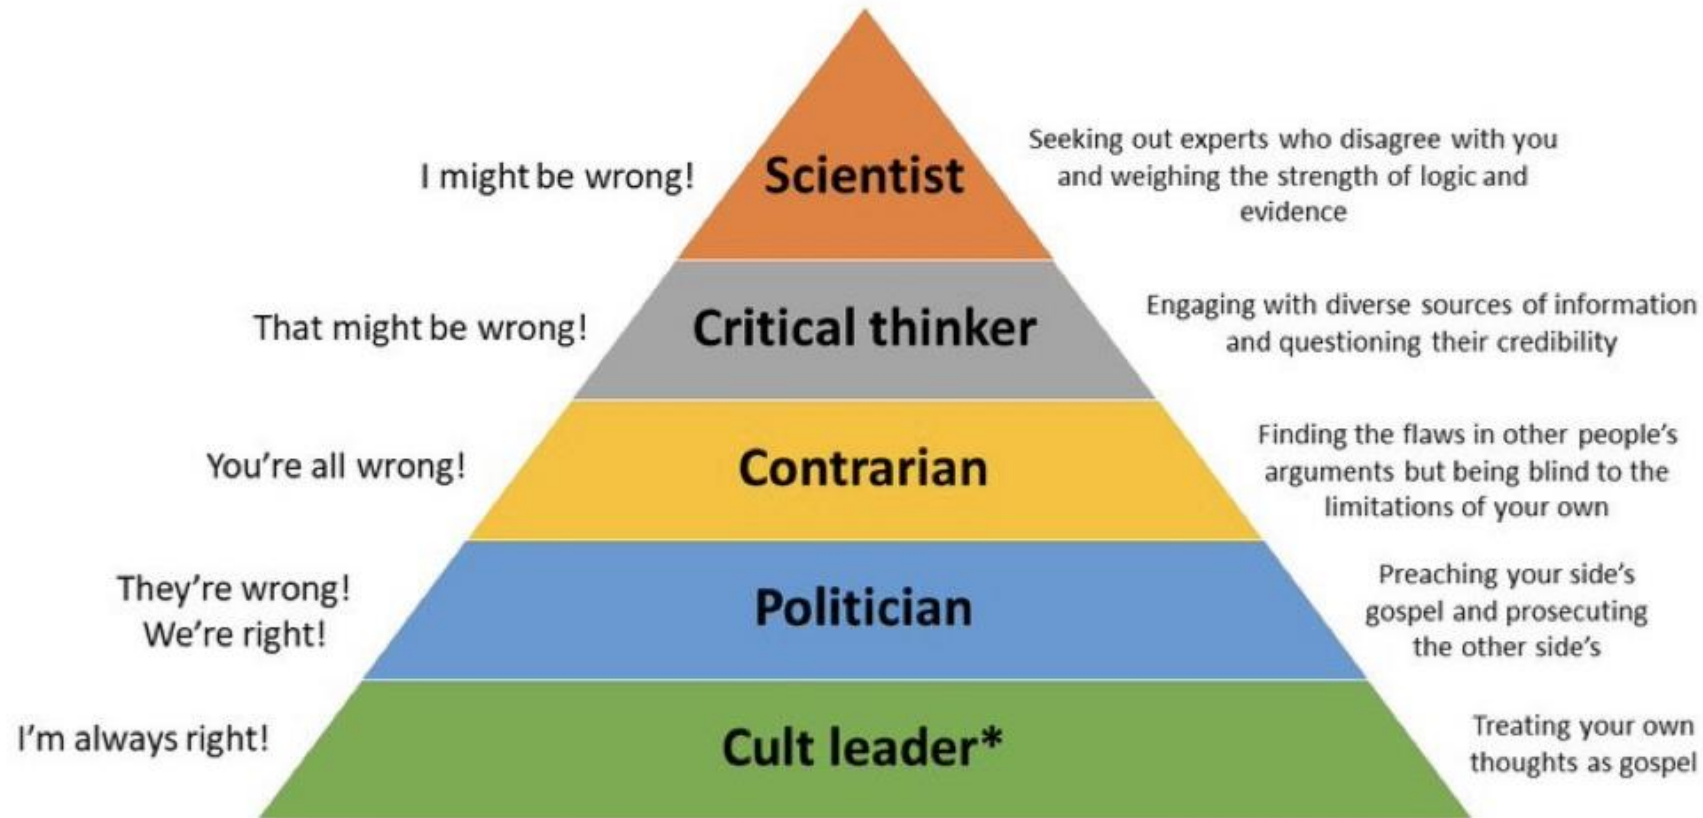 I might be wrong!
Scientist
Seeking out experts who disagree with you
and weighing the strength of logic and
evidence
That might be wrong!
Critical thinker
Engaging with diverse sources of information
and questioning their credibility
You’re all wrong!
Contrarian
Finding the flaws in other people’s
arguments but being blind to the
limitations of your own
They’re wrong!
We’re right!
Politician
Preaching your side’s
gospel and prosecuting
the other side’s
I’m always right!
Cult leader*
Treating your own
thoughts as gospel